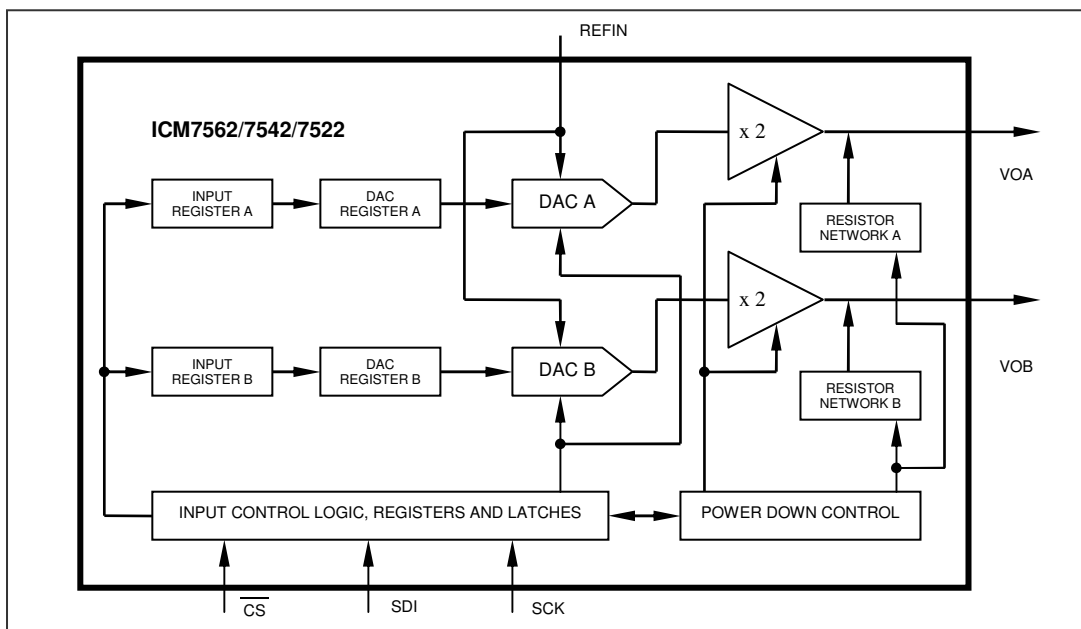 REFIN
ICM7562/7542/7522
x 2
VOA
INPUT
REGISTER A
DAC
REGISTER A
DAC A
RESISTOR
NETWORK A
x 2
VOB
INPUT
REGISTER B
DAC
REGISTER B
DAC B
RESISTOR
NETWORK B
INPUT CONTROL LOGIC, REGISTERS AND LATCHES
POWER DOWN CONTROL
CS
SDI
SCK